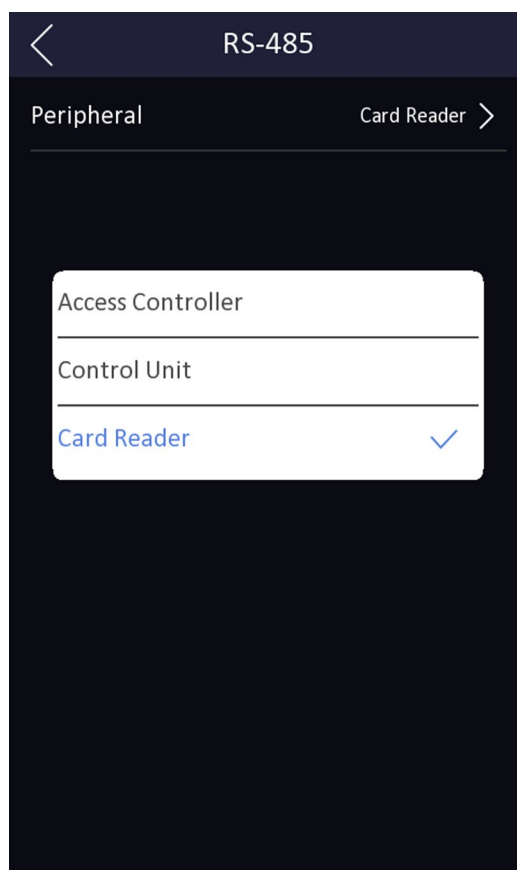 RS-485
Peripheral Card Reader
Access Controller
Control Unit
Card Reader